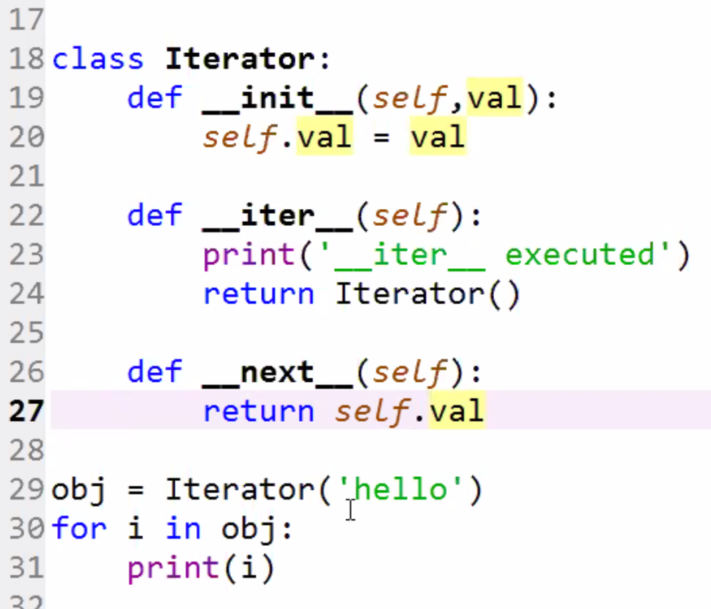 17
18 class Iterator:
19     def __init__(self,val):
20         self.val = val
21
22     def __iter__(self):
23         print('__iter__ executed')
24         return Iterator()
25
26     def __next__(self):
27         return self.val
28
29 obj = Iterator('hello')
30 for i in obj:
31     print(i)
32